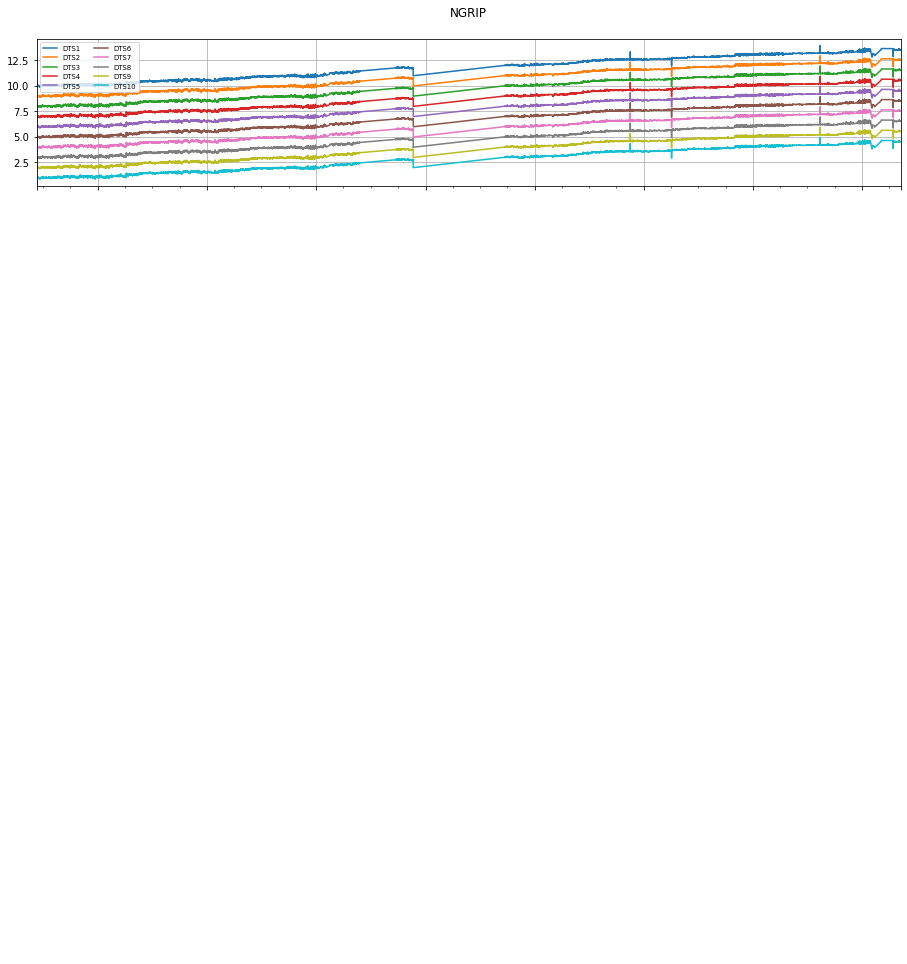 NGRIP
DTS1 DTS6
DTS2 DTS7
DTS3 DTS8
DTS4 DTS9
DTS5 DTS10
12.5
10.0
7.5
5.0
2.5